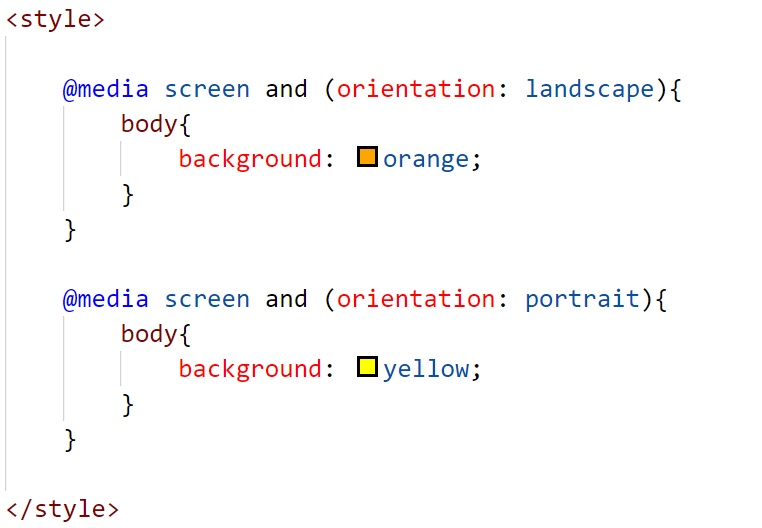 <style>
@media screen and (orientation: landscape){
body{
background: orange;
}
}
@media screen and (orientation: portrait){
body{
background: yellow;
}
}
</style>